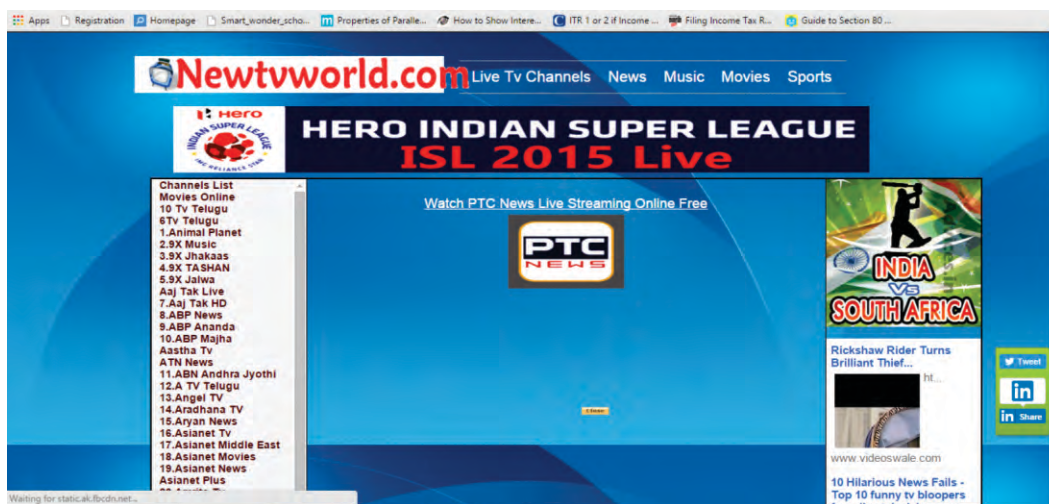 Apps Registration Homepage Smart_wonder_scho... Properties of Paralle... How to Show Intere... ITR 1 or 2 if Income ... Filing Income Tax R... Guide to Section 80 ...
Newtvworld.com
Live Tv Channels News Music Movies Sports
Hero
INDIAN SUPER LEAGUE
HERO INDIAN SUPER LEAGUE
ISL 2015 Live
Channels List
Movies Online
10 Tv Telugu
6Tv Telugu
1.Animal Planet
2.9X Music
3.9X Jhakaas
4.9X TASHAN
5.9X Jalwa
Aaj Tak Live
7.Aaj Tak HD
8.ABP News
9.ABP Ananda
10.ABP Majha
Aastha Tv
ATN News
11.ABN Andhra Jyothi
12.A TV Telugu
13.Angel TV
14.Aradhana TV
15.Aryan News
16.Asianet Tv
17.Asianet Middle East
18.Asianet Movies
19.Asianet News
Asianet Plus
Watch PTC News Live Streaming Online Free
PTC
NEWS
INDIA
Vs
SOUTH AFRICA
Rickshaw Rider Turns
Brilliant Thief...
ht...
www.videoswale.com
10 Hilarious News Fails -
Top 10 funny tv bloopers
Tweet
in
in Share
Waiting for static.ak.fbcdn.net...